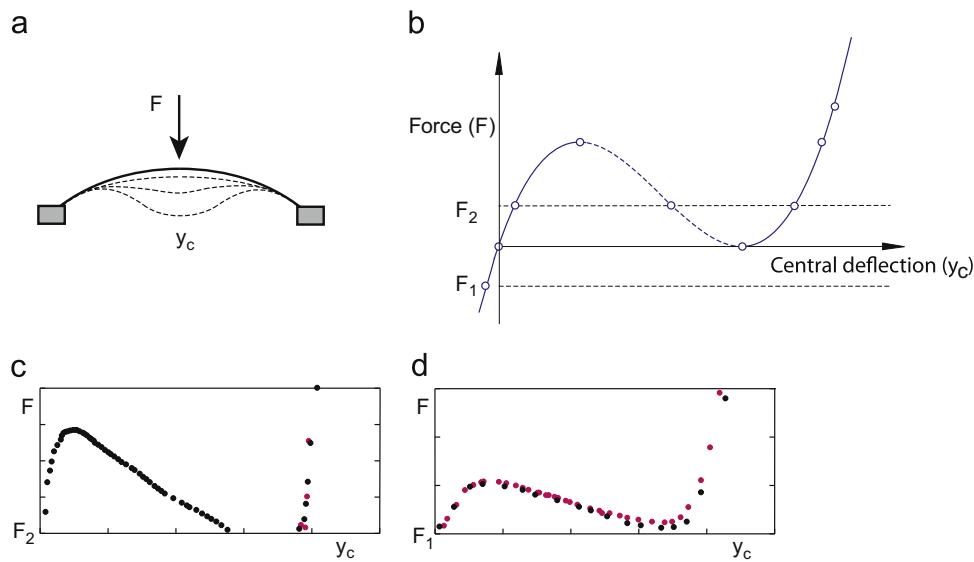 a
F
y_c
b
Force (F)
F_2
F_1
Central deflection (y_c)
c
F
F_2
y_c
d
F
F_1
y_c